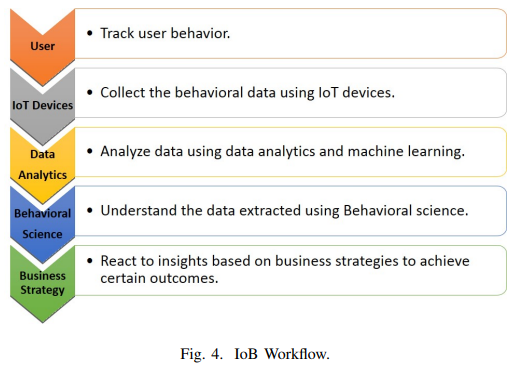 User
• Track user behavior.
IoT Devices
• Collect the behavioral data using IoT devices.
Data
Analytics
• Analyze data using data analytics and machine learning.
Behavioral
Science
• Understand the data extracted using Behavioral science.
Business
Strategy
• React to insights based on business strategies to achieve
certain outcomes.
Fig. 4. IoB Workflow.